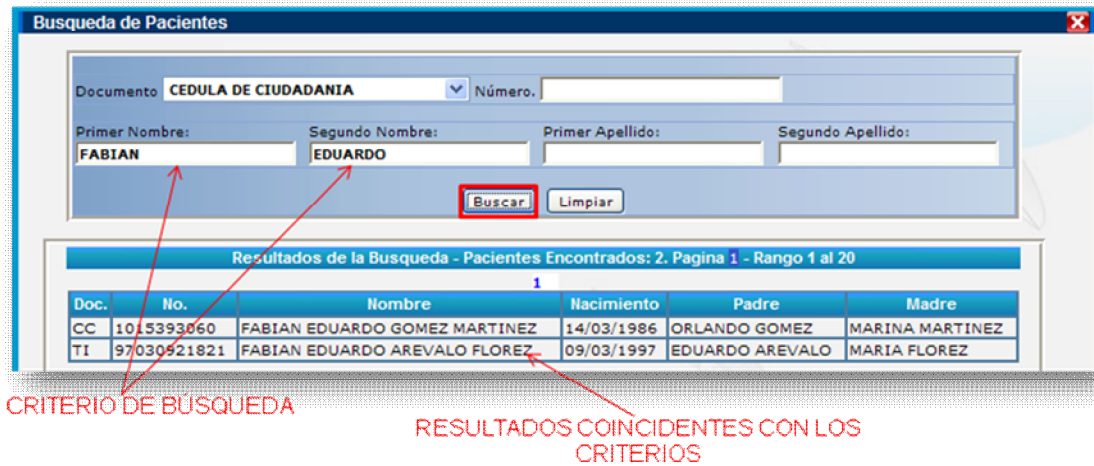 Busqueda de Pacientes
Documento CEDULA DE CIUDADANIA Número.
Primer Nombre: Segundo Nombre: Primer Apellido: Segundo Apellido:
FABIAN EDUARDO
Buscar Limpiar
Resultados de la Busqueda - Pacientes Encontrados: 2. Pagina 1 - Rango 1 al 20
1
Doc. No. Nombre Nacimiento Padre Madre
CC 1015393060 FABIAN EDUARDO GOMEZ MARTINEZ 14/03/1986 ORLANDO GOMEZ MARINA MARTINEZ
TI 97030921821 FABIAN EDUARDO AREVALO FLOREZ 09/03/1997 EDUARDO AREVALO MARIA FLOREZ
CRITERIO DE BÚSQUEDA
RESULTADOS COINCIDENTES CON LOS
CRITERIOS